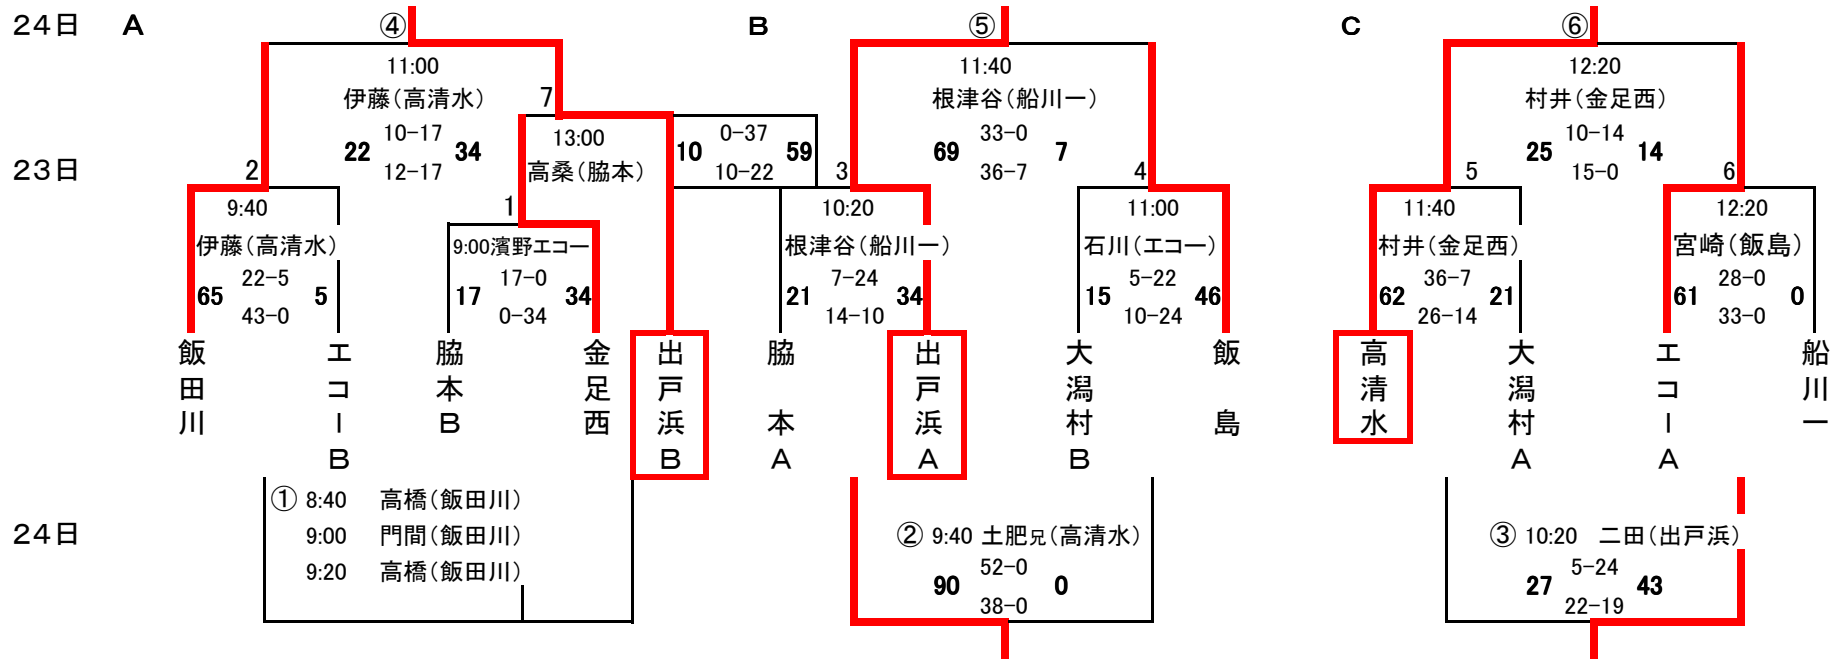 24日 A ④ B ⑤ C ⑥
11:00 11:40 12:20
伊藤(高清水) 7 根津谷(船川一) 村井(金足西)
10-17 13:00 0-37 33-0 10-14
22 34 10 59 69 7 25 14
12-17 高桑(脇本) 10-22 36-7 15-0
23日 2 3 4 5 6
9:40 1 10:20 11:00 11:40 12:20
伊藤(高清水) 9:00濱野エコー 根津谷(船川一) 石川(エコー) 村井(金足西) 宮崎(飯島)
22-5 17-0 7-24 5-22 36-7 28-0
65 5 17 34 21 34 15 46 62 21 61 0
43-0 0-34 14-10 10-24 26-14 33-0
飯田川
エコーB
脇本B
金足西
出戸浜B
脇本A
出戸浜A
大潟村B
飯島
高清水
大潟村A
エコーA
船川一
① 8:40 高橋(飯田川)
24日 9:00 門間(飯田川) ② 9:40 土肥兄(高清水) ③ 10:20 二田(出戸浜)
9:20 高橋(飯田川) 52-0 5-24
90 0 27 43
38-0 22-19